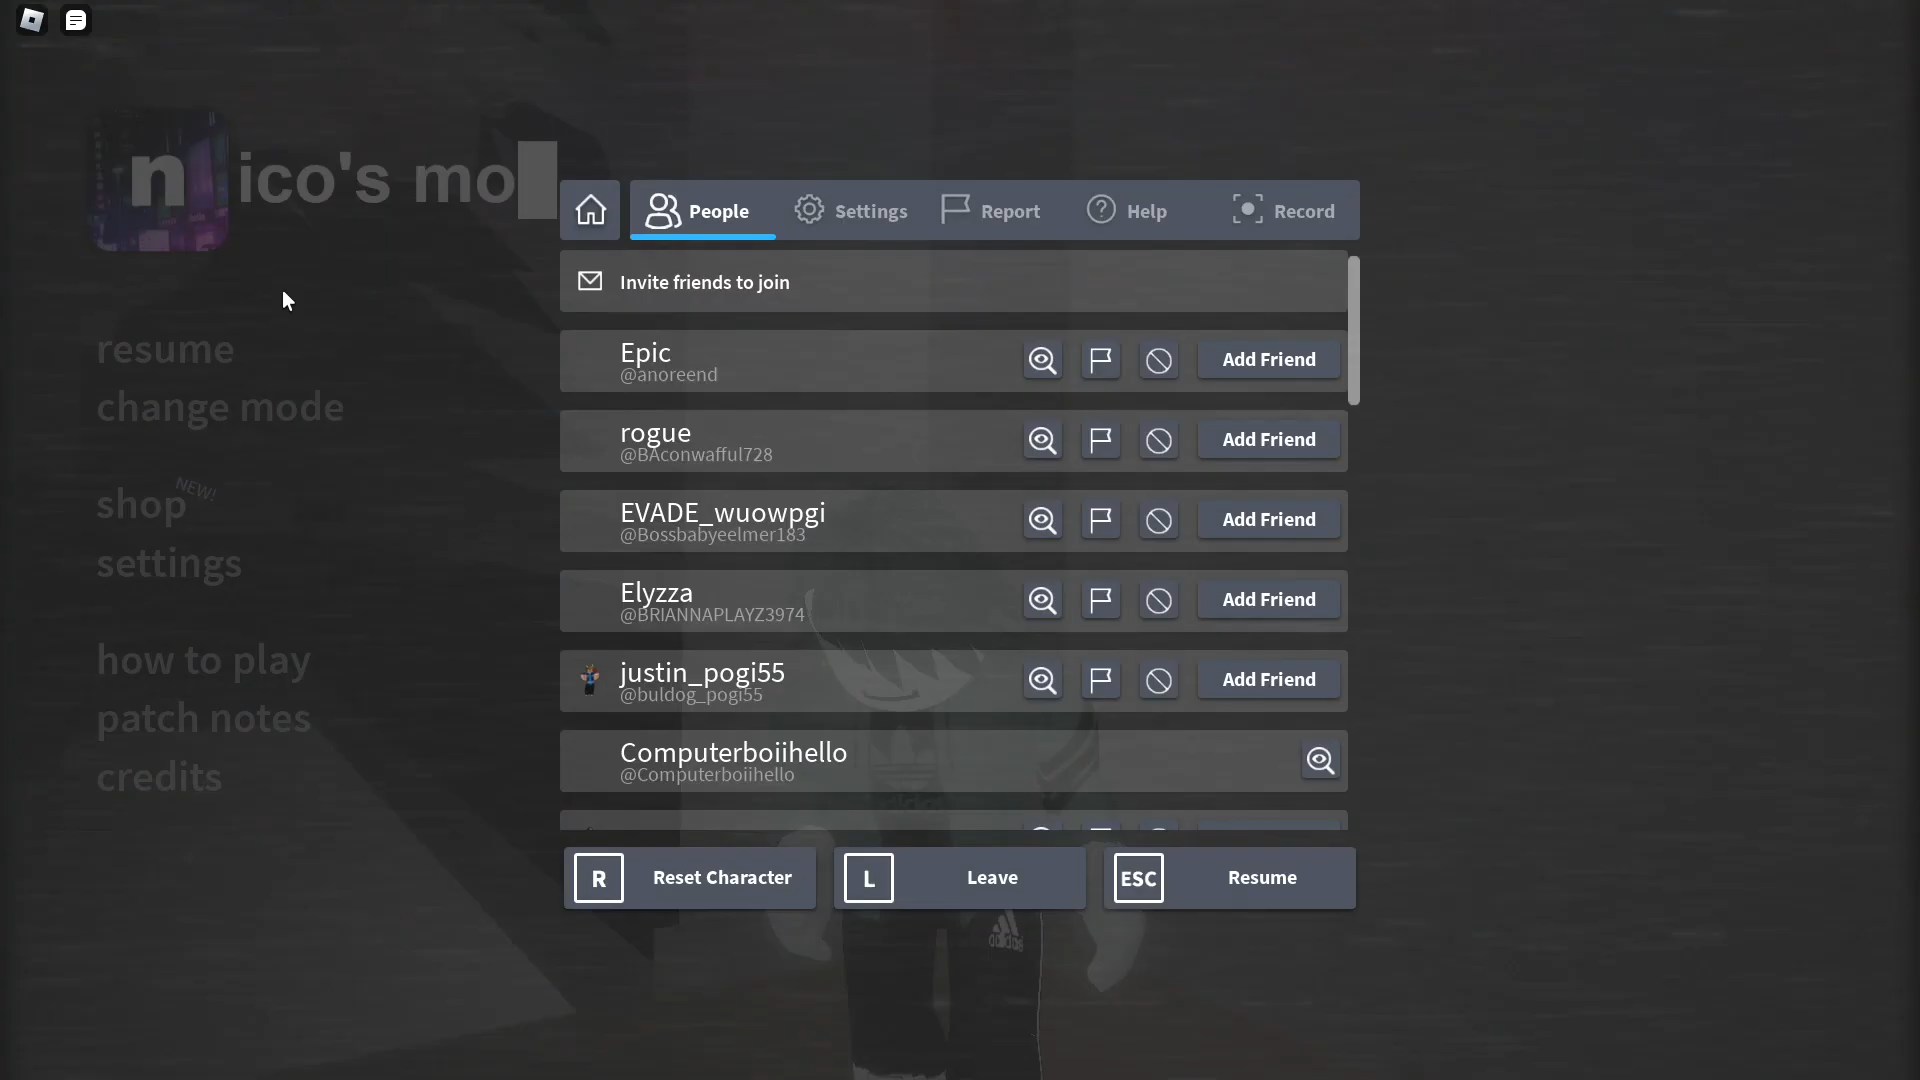 n ico's mo
People
Settings
Report
Help
Record
Invite friends to join
Epic
@anoreend
Add Friend
rogue
@BAconwafful728
Add Friend
EVADE_wuowpgi
@Bossbabyeelmer183
Add Friend
Elyzza
@BRIANNAPLAYZ3974
Add Friend
justin_pogi55
@buldog_pogi55
Add Friend
Computerboiihello
@Computerboiihello
R Reset Character
L Leave
ESC Resume
resume
change mode
shop NEW!
settings
how to play
patch notes
credits
adidas